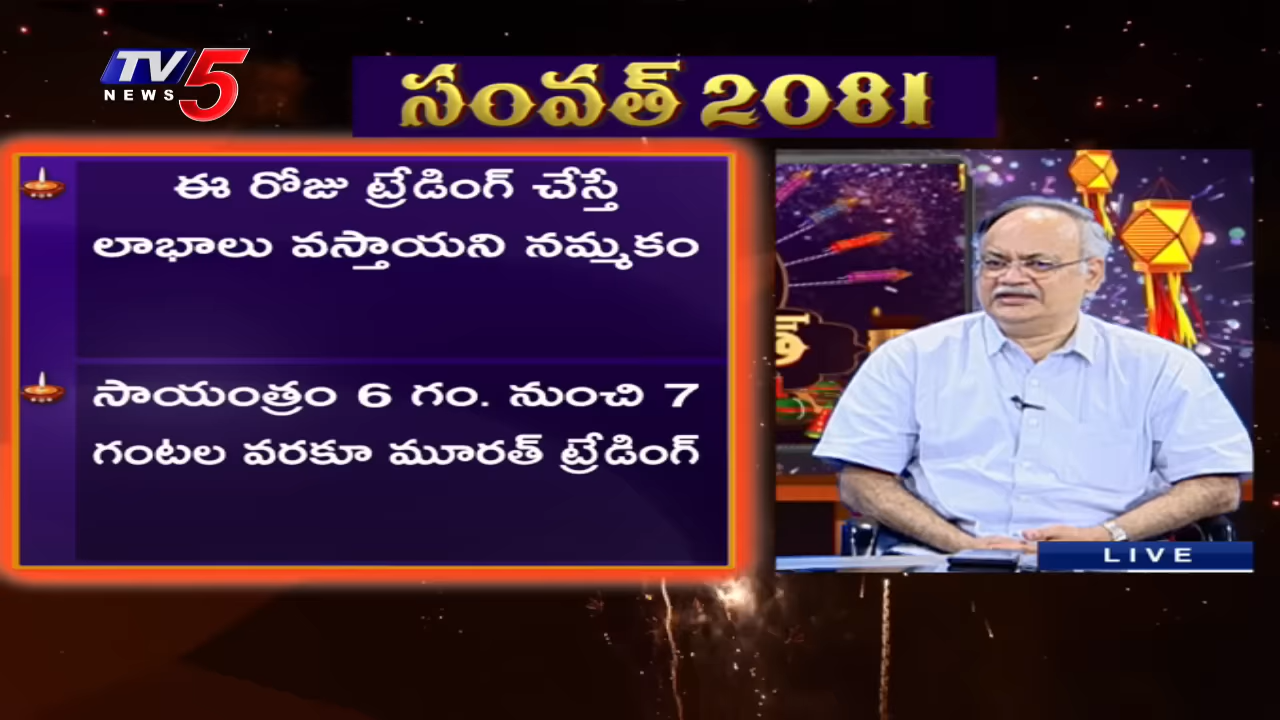 TV5
NEWS
సంవత్ 2081
ఈ రోజు ట్రేడింగ్ చేస్తే
లాభాలు వస్తాయని నమ్మకం
సాయంత్రం 6 గం. నుంచి 7
గంటల వరకూ మూరత్ ట్రేడింగ్
LIVE